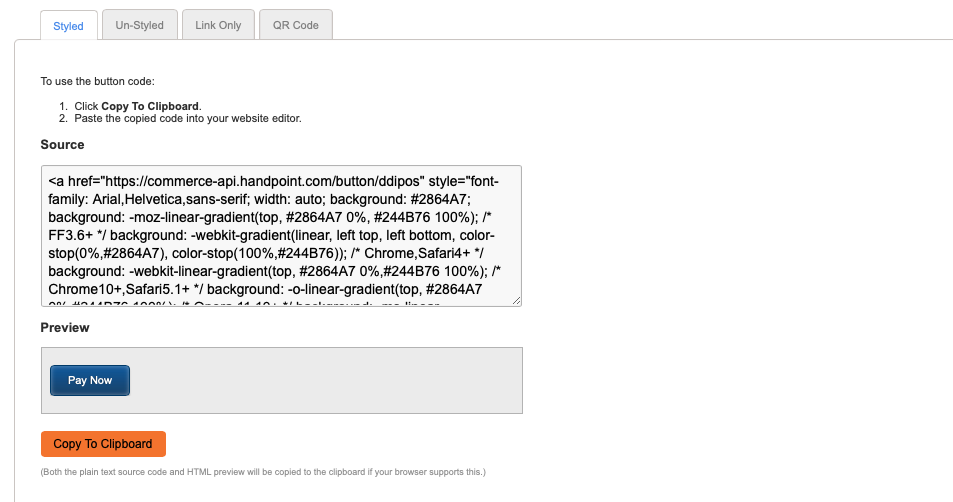 Styled
Un-Styled
Link Only
QR Code
To use the button code:
1. Click Copy To Clipboard.
2. Paste the copied code into your website editor.
Source
<a href="https://commerce-api.handpoint.com/button/ddipos" style="font-
family: Arial,Helvetica,sans-serif; width: auto; background: #2864A7;
background: -moz-linear-gradient(top, #2864A7 0%, #244B76 100%); /*
FF3.6+ */ background: -webkit-gradient(linear, left top, left bottom, color-
stop(0%,#2864A7), color-stop(100%,#244B76)); /* Chrome,Safari4+ */
background: -webkit-linear-gradient(top, #2864A7 0%,#244B76 100%); /*
Chrome10+,Safari5.1+ */ background: -o-linear-gradient(top, #2864A7
Preview
Pay Now
Copy To Clipboard
(Both the plain text source code and HTML preview will be copied to the clipboard if your browser supports this.)